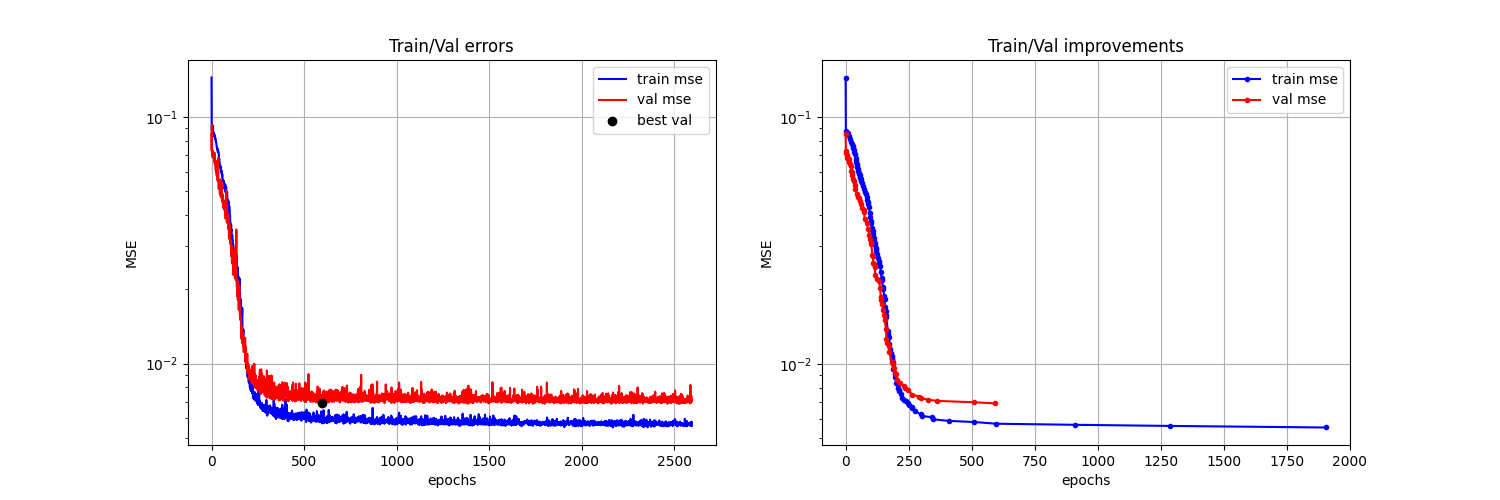 Train/Val errors
train mse
val mse
best val
10⁻¹
10⁻²
MSE
0
500
1000
1500
2000
2500
epochs
Train/Val improvements
train mse
val mse
10⁻¹
10⁻²
MSE
0
250
500
750
1000
1250
1500
1750
2000
epochs